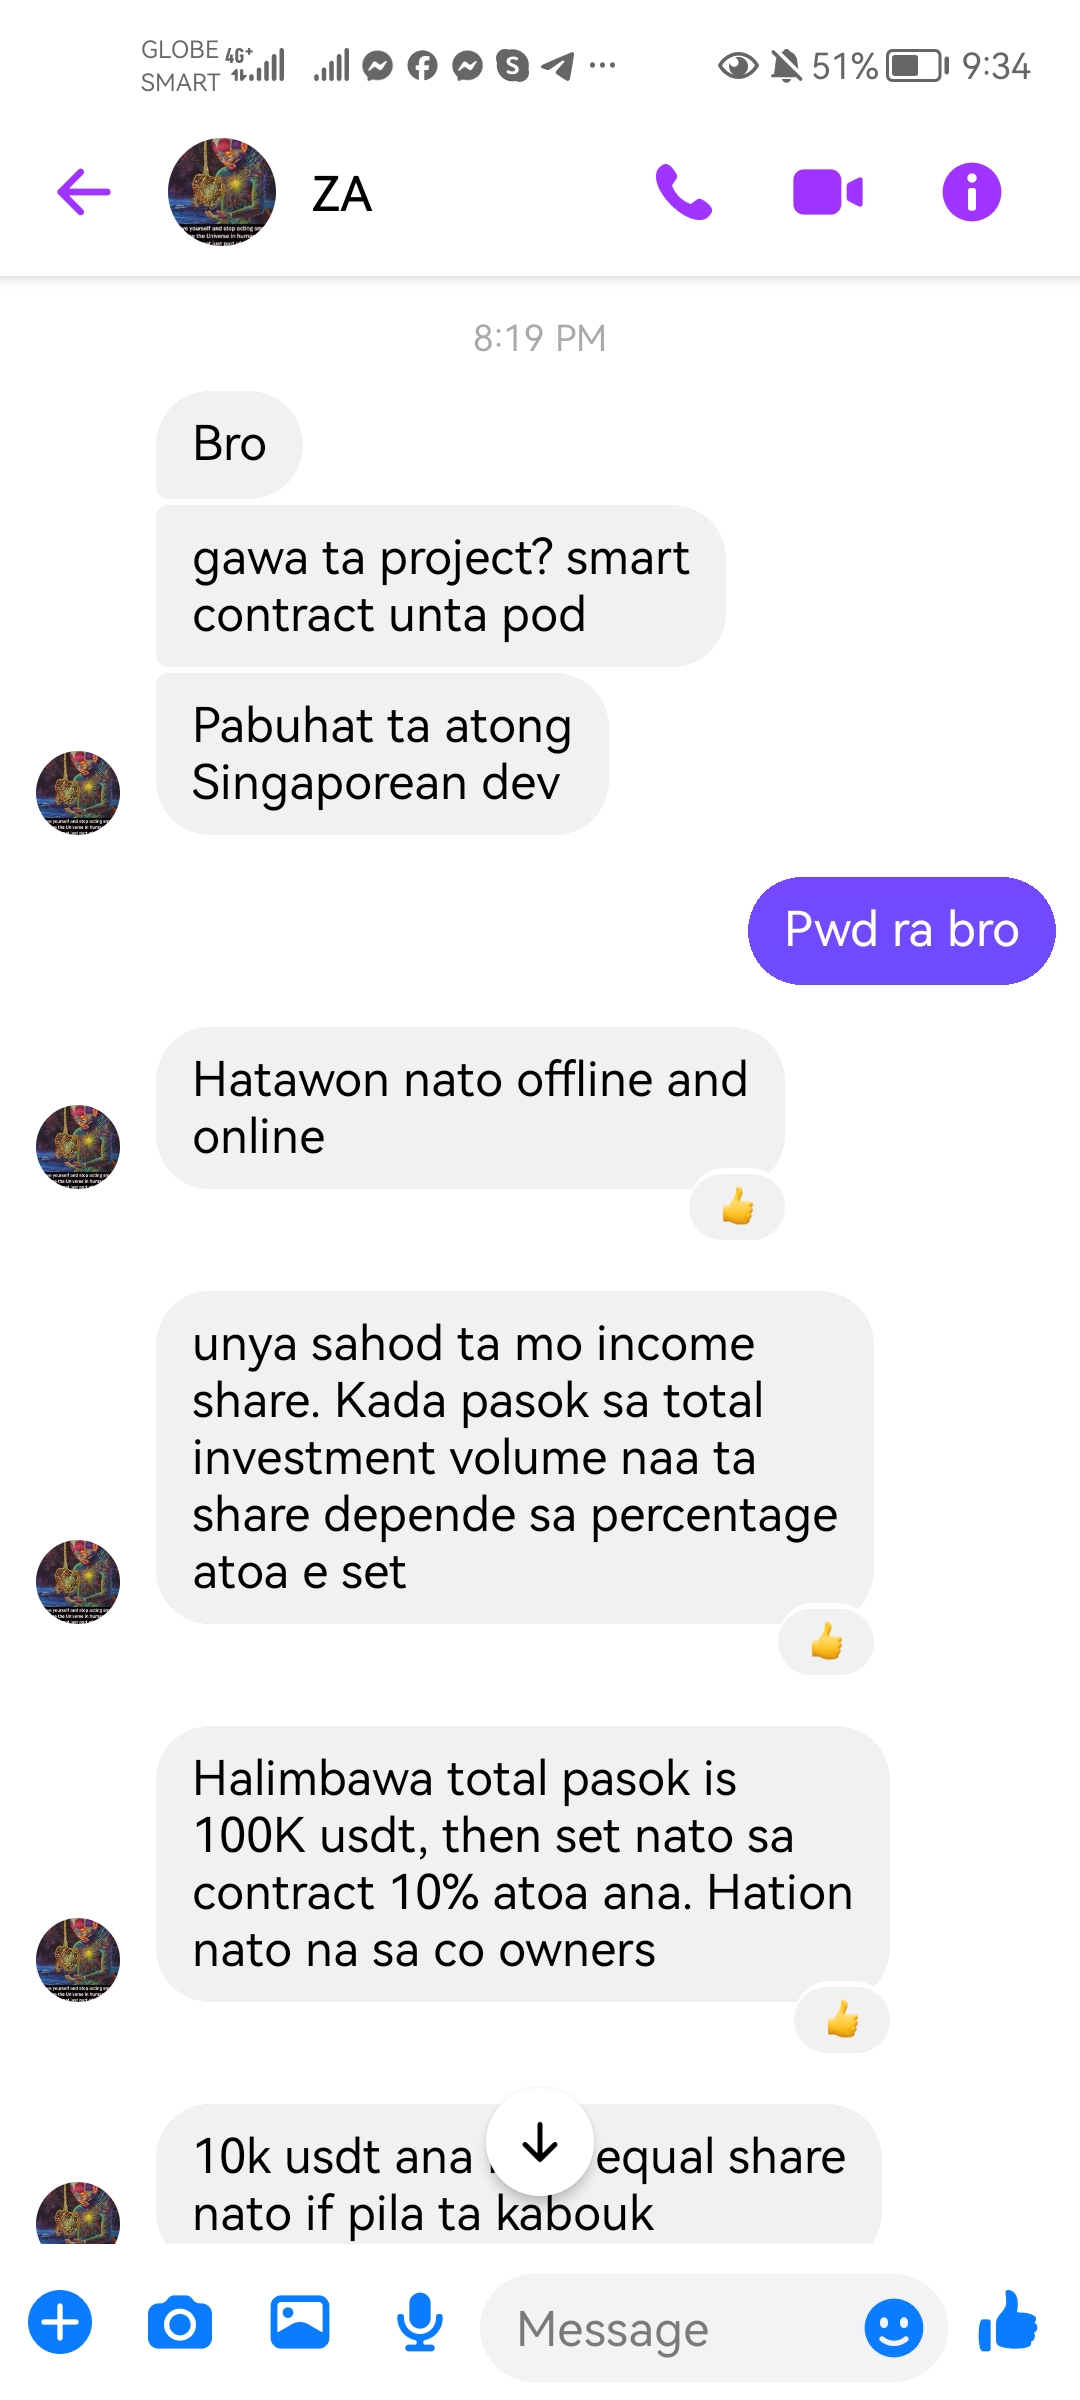 GLOBE 4G+
SMART
51% 9:34
ZA
8:19 PM
Bro
gawa ta project? smart
contract unta pod
Pabuhat ta atong
Singaporean dev
Pwd ra bro
Hatawon nato offline and
online
unya sahod ta mo income
share. Kada pasok sa total
investment volume naa ta
share depende sa percentage
atoa e set
Halimbawa total pasok is
100K usdt, then set nato sa
contract 10% atoa ana. Hation
nato na sa co owners
10k usdt ana equal share
nato if pila ta kabouk
Message